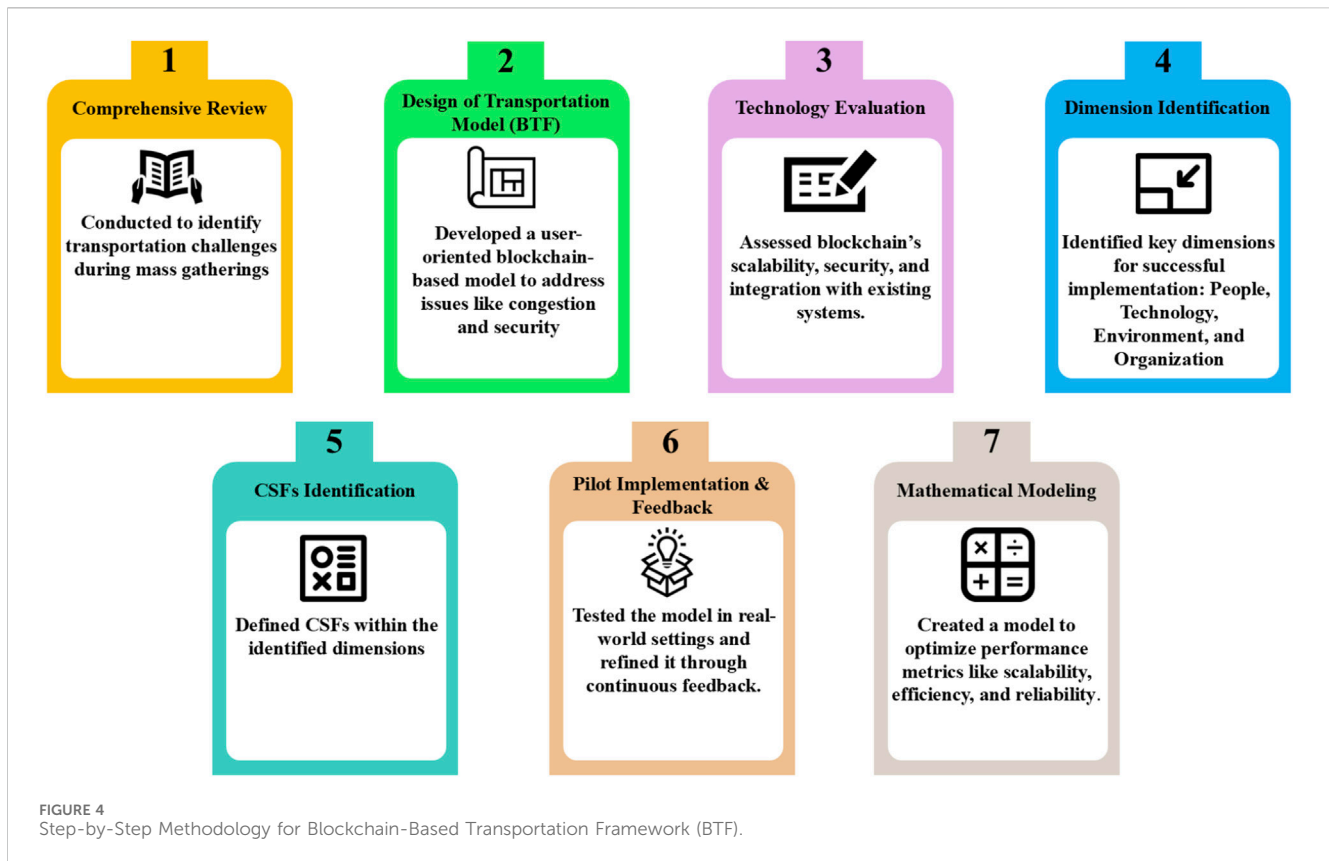 1
Comprehensive Review
Conducted to identify
transportation challenges
during mass gatherings
2
Design of Transportation
Model (BTF)
Developed a user-
oriented blockchain-
based model to address
issues like congestion
and security
3
Technology Evaluation
Assessed blockchain's
scalability, security, and
integration with existing
systems.
4
Dimension Identification
Identified key dimensions
for successful
implementation: People,
Technology,
Environment, and
Organization
5
CSFs Identification
Defined CSFs within the
identified dimensions
6
Pilot Implementation &
Feedback
Tested the model in real-
world settings and
refined it through
continuous feedback.
7
Mathematical Modeling
Created a model to
optimize performance
metrics like scalability,
efficiency, and reliability.
FIGURE 4
Step-by-Step Methodology for Blockchain-Based Transportation Framework (BTF).